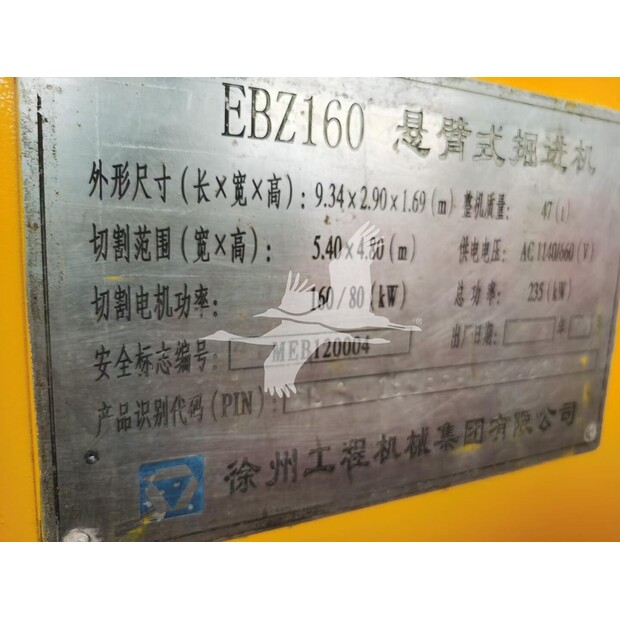 EBZ160 悬臂式掘进机
外形尺寸(长×宽×高): 9.34×2.90×1.69(m) 整机质量: 47(t)
切割范围(宽×高): 5.40×4.80(m) 供电电压: AC1140/660(V)
切割电机功率: 160/80(kW) 总功率: 235(kW)
安全标志编号: MEB120004 出厂日期: 年
产品识别代码(PIN):
徐州工程机械集团有限公司